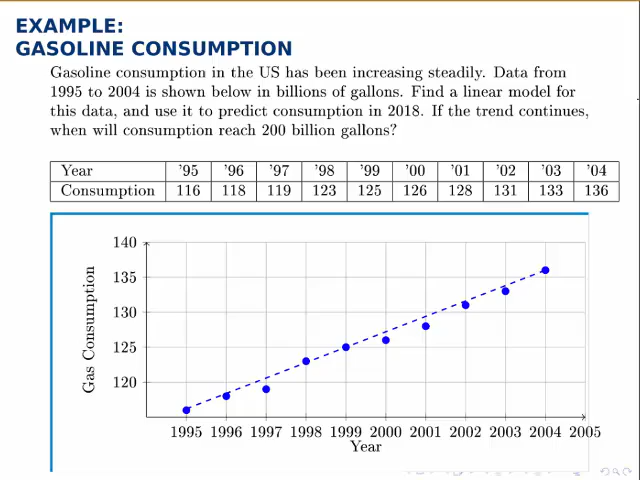 EXAMPLE:
GASOLINE CONSUMPTION
Gasoline consumption in the US has been increasing steadily. Data from
1995 to 2004 is shown below in billions of gallons. Find a linear model for
this data, and use it to predict consumption in 2018. If the trend continues,
when will consumption reach 200 billion gallons?
Year '95 '96 '97 '98 '99 '00 '01 '02 '03 '04
Consumption 116 118 119 123 125 126 128 131 133 136
140
135
130
125
120
Gas Consumption
1995 1996 1997 1998 1999 2000 2001 2002 2003 2004 2005
Year